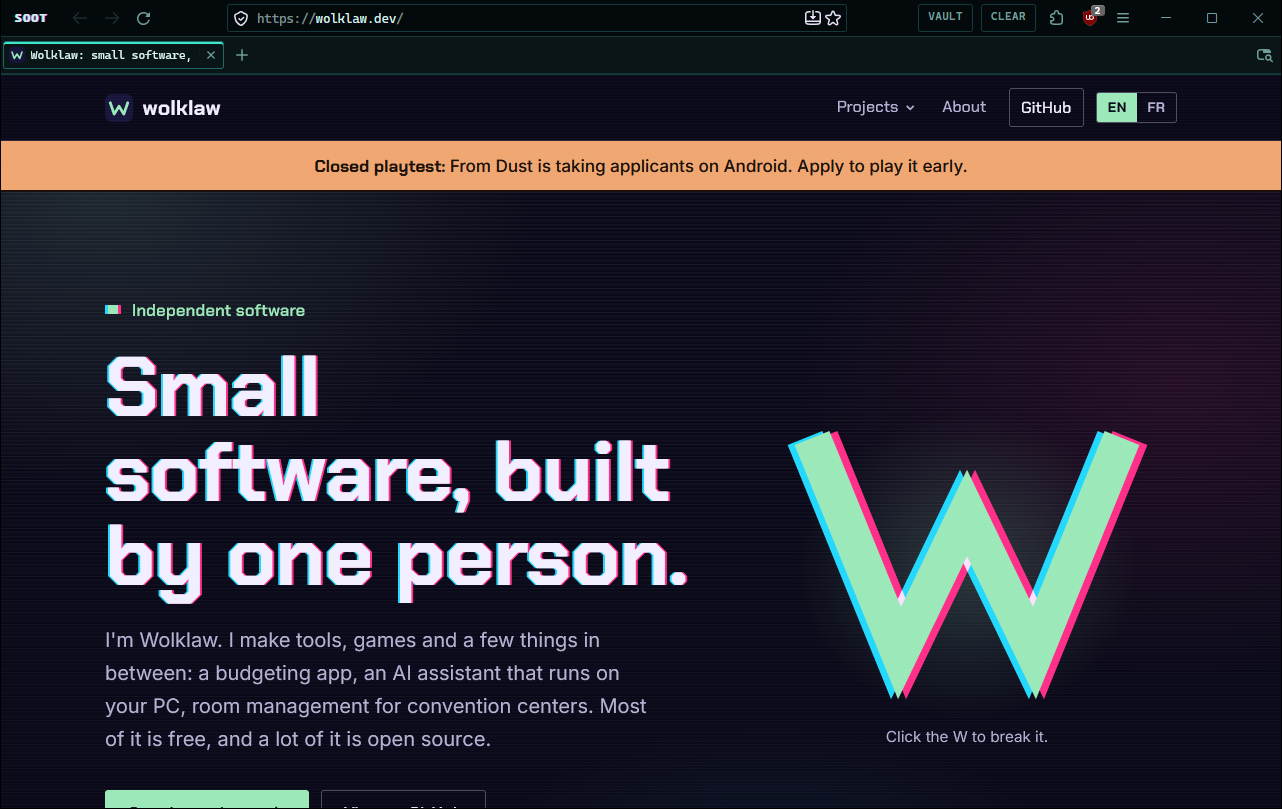 SOOT
https://wolklaw.dev/
VAULT
CLEAR
2
Wolklaw: small software,
wolklaw
Projects
About
GitHub
EN
FR
Closed playtest: From Dust is taking applicants on Android. Apply to play it early.
Independent software
Small
software, built
by one person.
I'm Wolklaw. I make tools, games and a few things in
between: a budgeting app, an AI assistant that runs on
your PC, room management for convention centers. Most
of it is free, and a lot of it is open source.
W
Click the W to break it.